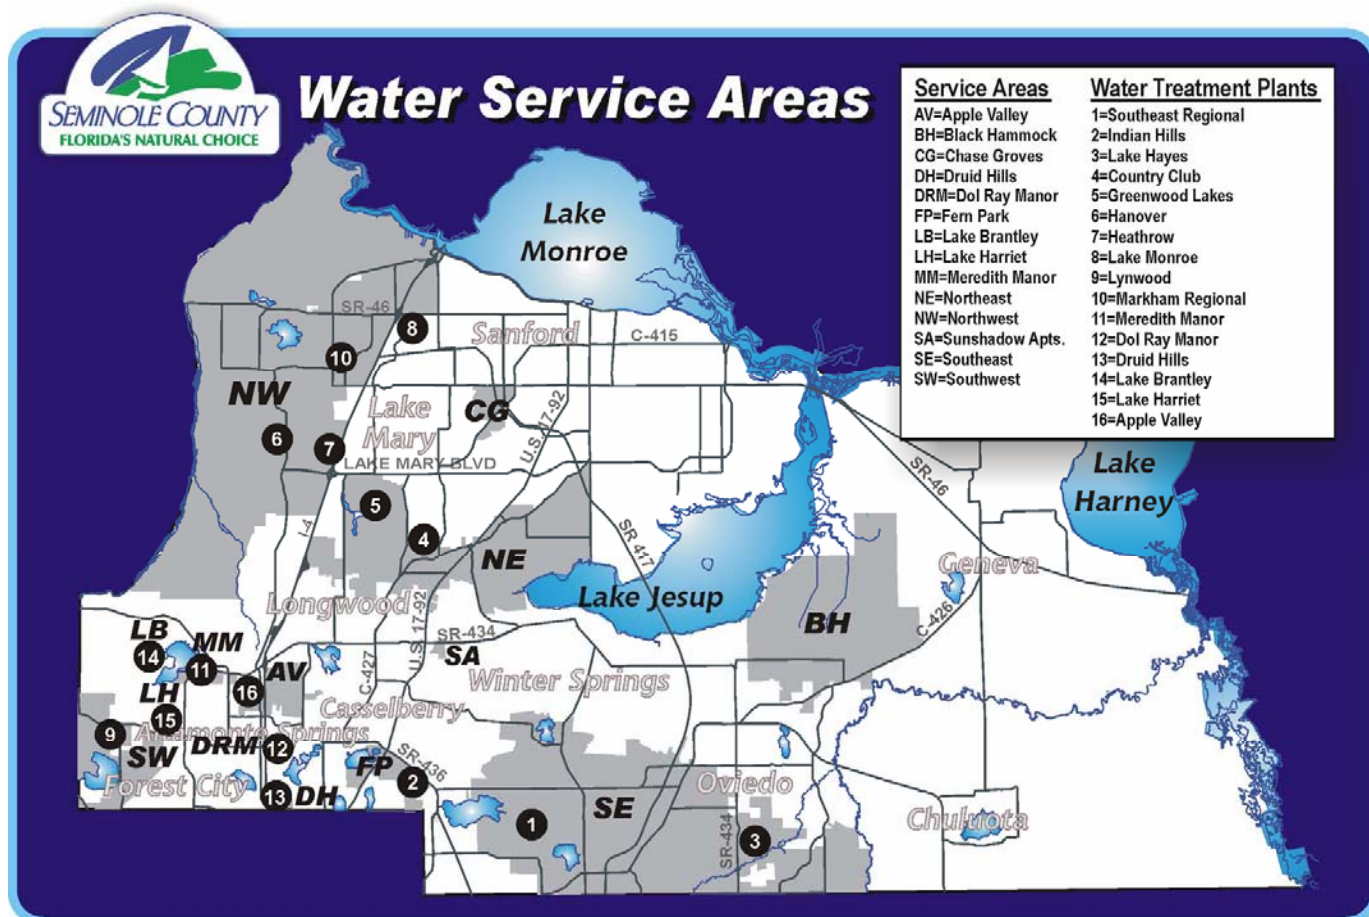 SEMINOLE COUNTY
FLORIDA'S NATURAL CHOICE
Water Service Areas
Service Areas
AV=Apple Valley
BH=Black Hammock
CG=Chase Groves
DH=Druid Hills
DRM=Dol Ray Manor
FP=Fern Park
LB=Lake Brantley
LH=Lake Harriet
MM=Meredith Manor
NE=Northeast
NW=Northwest
SA=Sunshadow Apts.
SE=Southeast
SW=Southwest
Water Treatment Plants
1=Southeast Regional
2=Indian Hills
3=Lake Hayes
4=Country Club
5=Greenwood Lakes
6=Hanover
7=Heathrow
8=Lake Monroe
9=Lynwood
10=Markham Regional
11=Meredith Manor
12=Dol Ray Manor
13=Druid Hills
14=Lake Brantley
15=Lake Harriet
16=Apple Valley
Lake
Monroe
SR-46
8
Sanford
C-415
10
NW
Lake
Mary
CG
U.S. 17-92
6
7
LAKE MARY BLVD
SR-46
Lake
Harney
5
I-4
4
NE
SR 417
Geneva
Longwood
Lake Jesup
BH
C-426
LB
MM
SR-434
U.S. 17-92
14
11
AV
SA
C-427
LH
16
Winter Springs
15
Casselberry
9
Altamonte Springs
SW
DRM
12
FP
SR-436
Forest City
2
Oviedo
13
DH
SE
1
SR-434
3
Chuluota